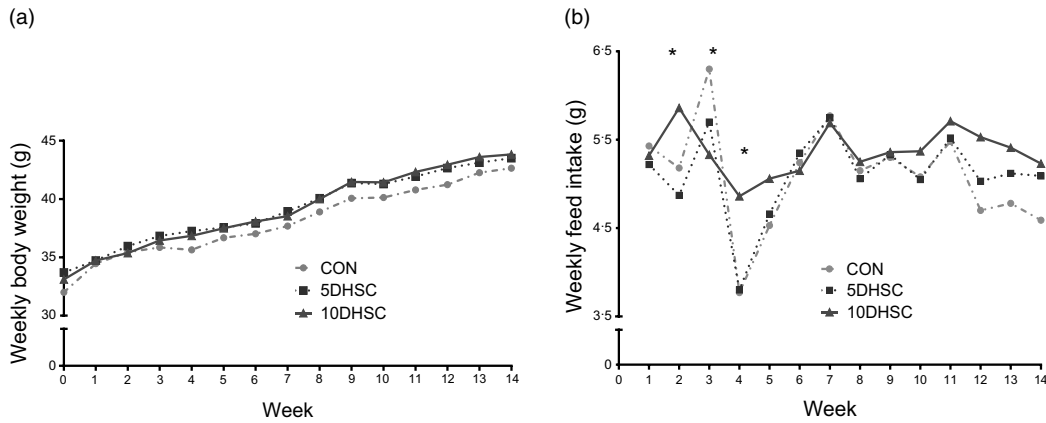 (a)
Weekly body weight (g)
45
40
35
30
0
CON
5DHSC
10DHSC
0 1 2 3 4 5 6 7 8 9 10 11 12 13 14
Week
(b)
Weekly feed intake (g)
6·5
5·5
4·5
3·5
0
* *
*
CON
5DHSC
10DHSC
0 1 2 3 4 5 6 7 8 9 10 11 12 13 14
Week